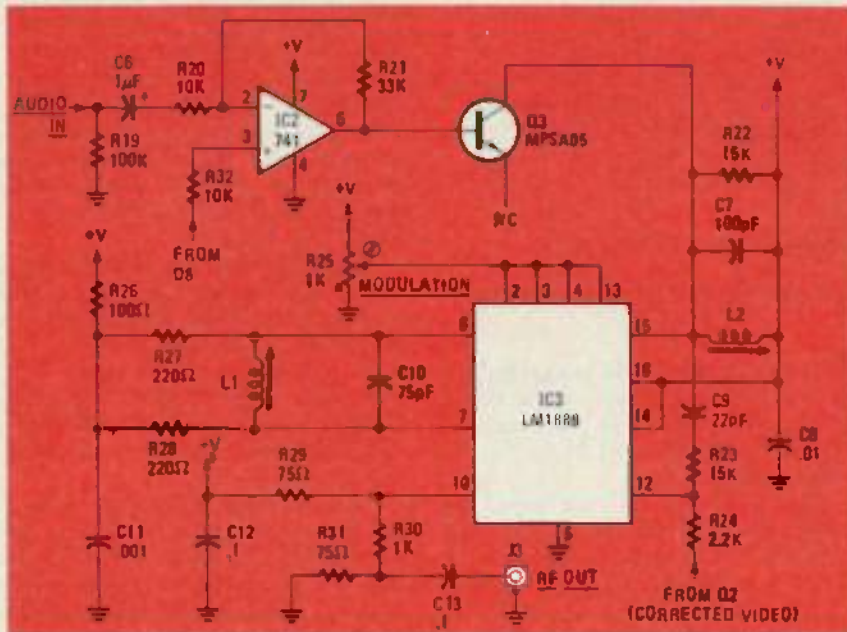 +V
C6
1µF
R20
10K
R21
33K
+V
AUDIO
IN
R19
100K
2
7
IC2
741
6
3
4
Q3
MPSA05
R22
15K
C7
100pF
R32
10K
FROM
D8
N/C
+V
+V
R25
1K
MODULATION
R26
100Ω
2
3
4
13
R27
220Ω
L1
C10
75pF
15
L2
16
IC3
LM1889
7
14
C9
22pF
R28
220Ω
+V
R29
75Ω
10
12
R23
15K
C8
.01
C11
.001
C12
.1
R31
75Ω
R30
1K
5
R24
2.2K
J3
RF OUT
C13
.1
FROM Q2
(CORRECTED VIDEO)